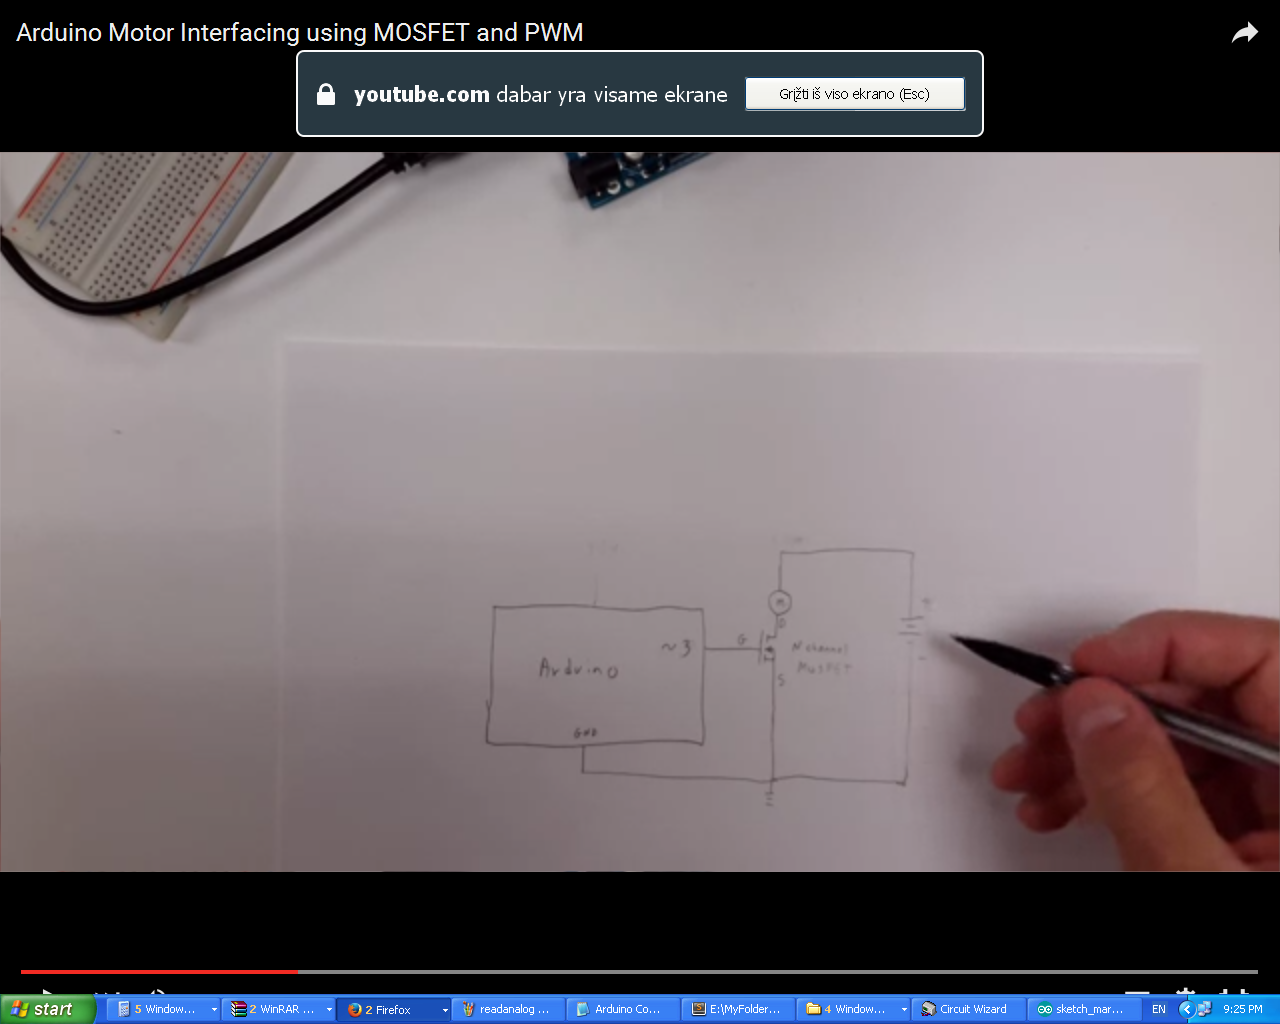 Arduino Motor Interfacing using MOSFET and PWM
youtube.com dabar yra visame ekrane
Grįžti iš viso ekrano (Esc)
M
D
~3
G
N channel
MOSFET
Arduino
S
GND
+
-
start
5 Window...
2 WinRAR ...
2 Firefox
readanalog ...
Arduino Co...
E:\MyFolder...
4 Window...
Circuit Wizard
sketch_mar...
EN
9:25 PM